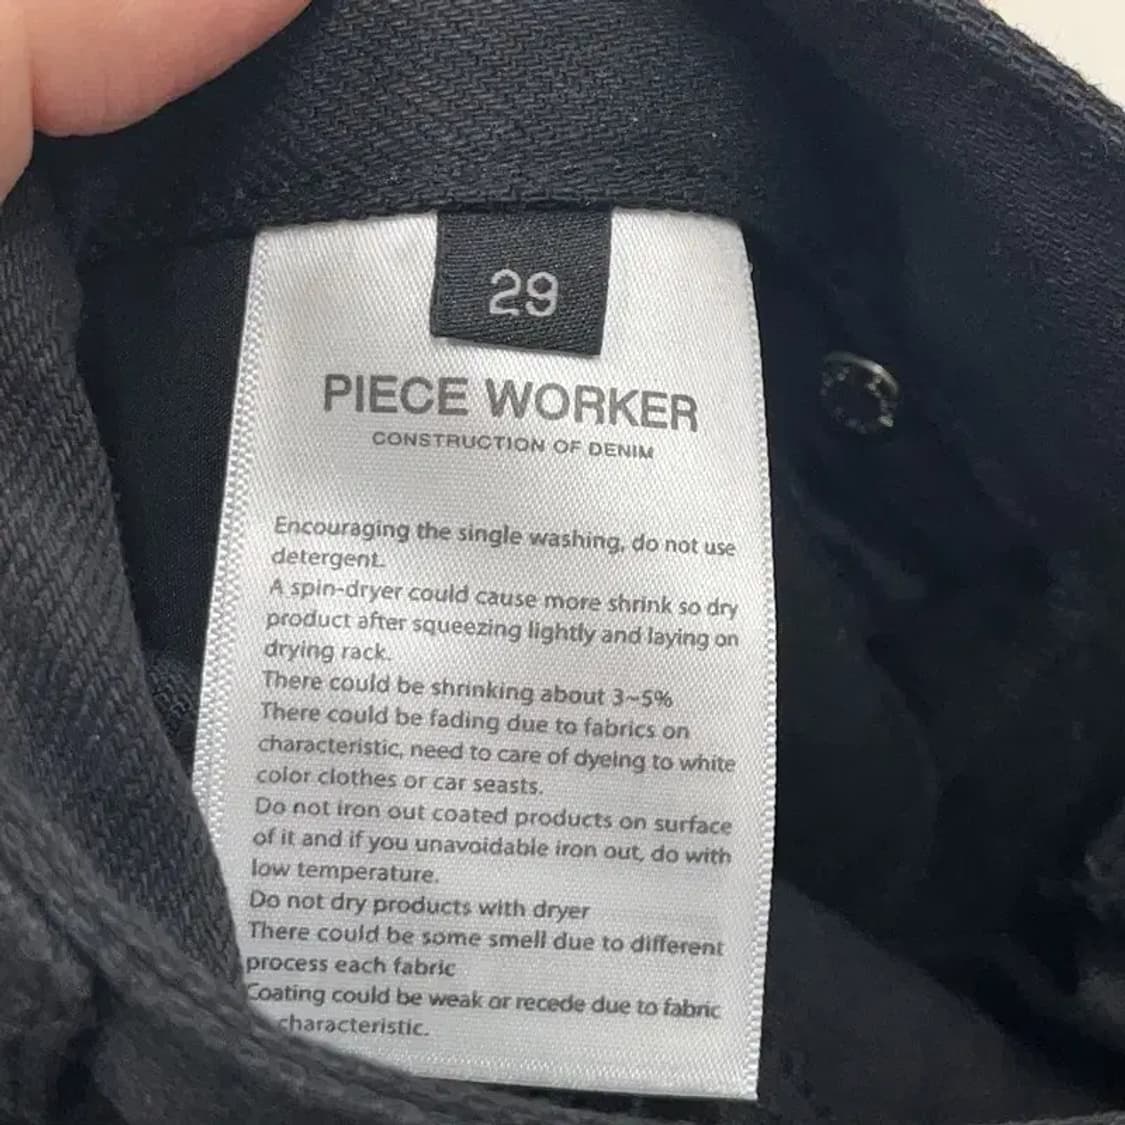 29
PIECE WORKER
CONSTRUCTION OF DENIM
Encouraging the single washing, do not use
detergent.
A spin-dryer could cause more shrink so dry
product after squeezing lightly and laying on
drying rack.
There could be shrinking about 3~5%
There could be fading due to fabrics on
characteristic, need to care of dyeing to white
color clothes or car seasts.
Do not iron out coated products on surface
of it and if you unavoidable iron out, do with
low temperature.
Do not dry products with dryer
There could be some smell due to different
process each fabric
Coating could be weak or recede due to fabric
characteristic.